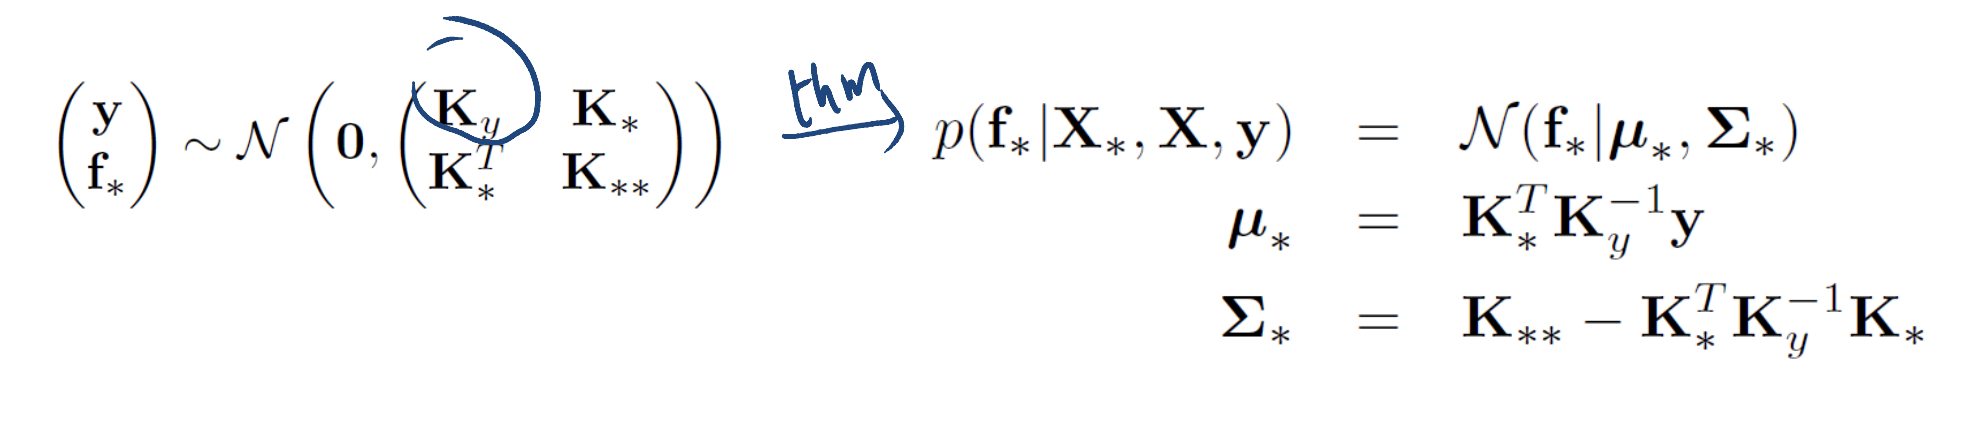 (y f∗) ∼ 𝒩(0, (K_y K_∗ K_∗^T K_∗∗)) thm p(f_∗|X_∗, X, y) = 𝒩(f_∗|μ_∗, Σ_∗)
μ_∗ = K_∗^T K_y^{−1} y
Σ_∗ = K_∗∗ − K_∗^T K_y^{−1} K_∗